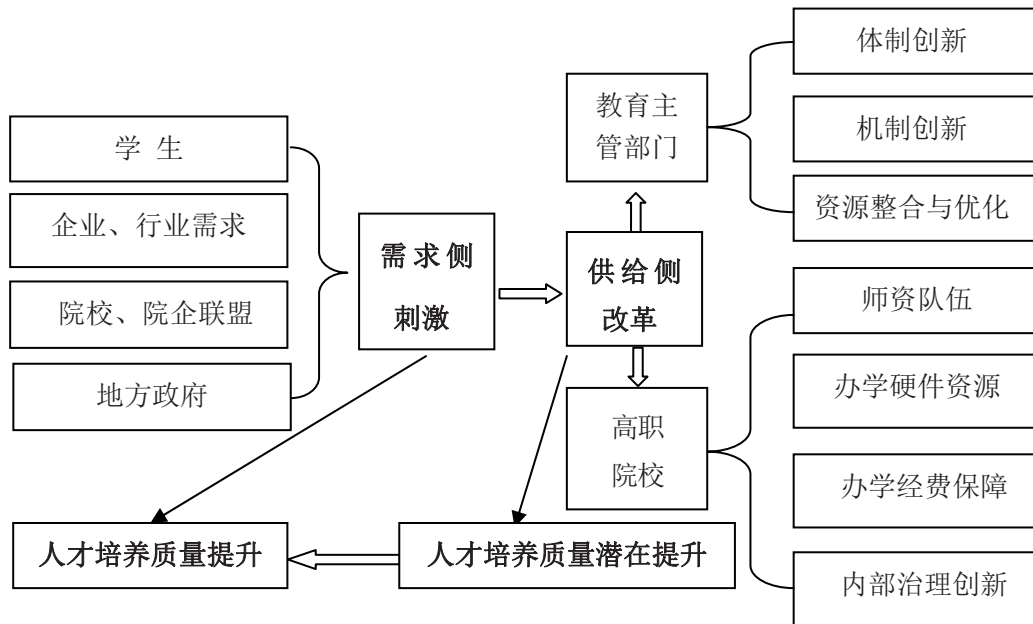 学 生
企业、行业需求
院校、院企联盟
地方政府
需求侧
刺激
供给侧
改革
教育主
管部门
高职
院校
体制创新
机制创新
资源整合与优化
师资队伍
办学硬件资源
办学经费保障
内部治理创新
人才培养质量提升
人才培养质量潜在提升